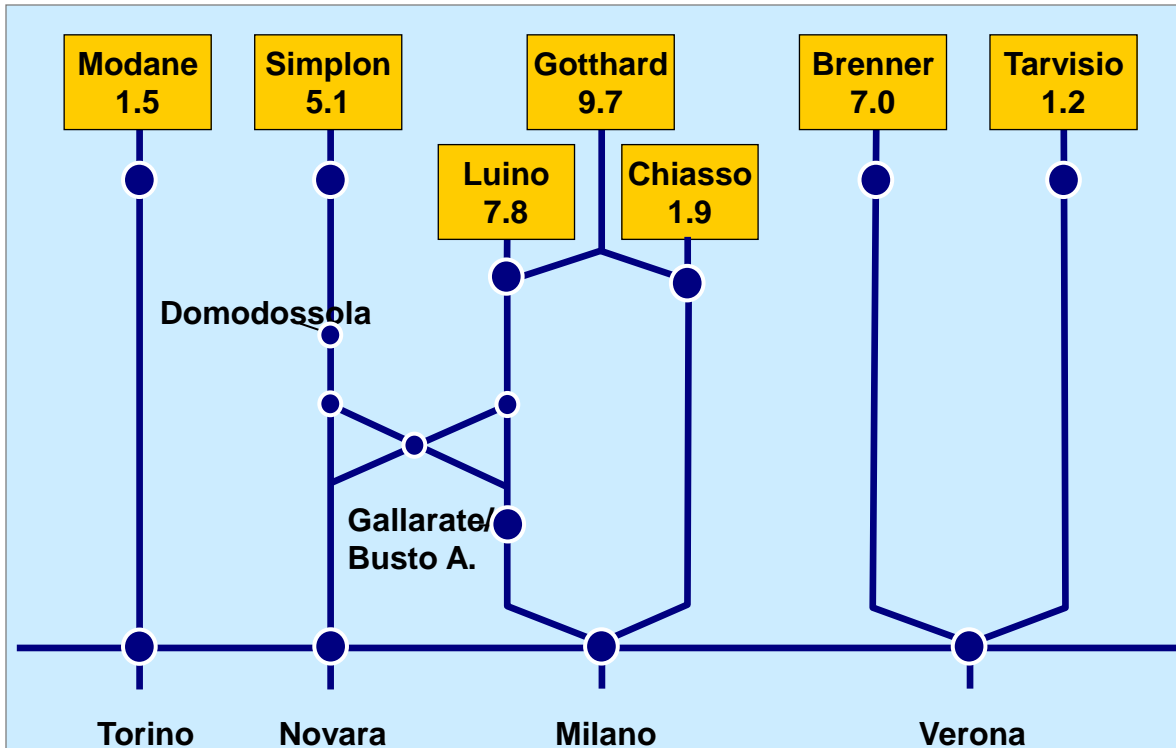 Modane
1.5
Simplon
5.1
Gotthard
9.7
Brenner
7.0
Tarvisio
1.2
Luino
7.8
Chiasso
1.9
Domodossola
Gallarate/
Busto A.
Torino
Novara
Milano
Verona